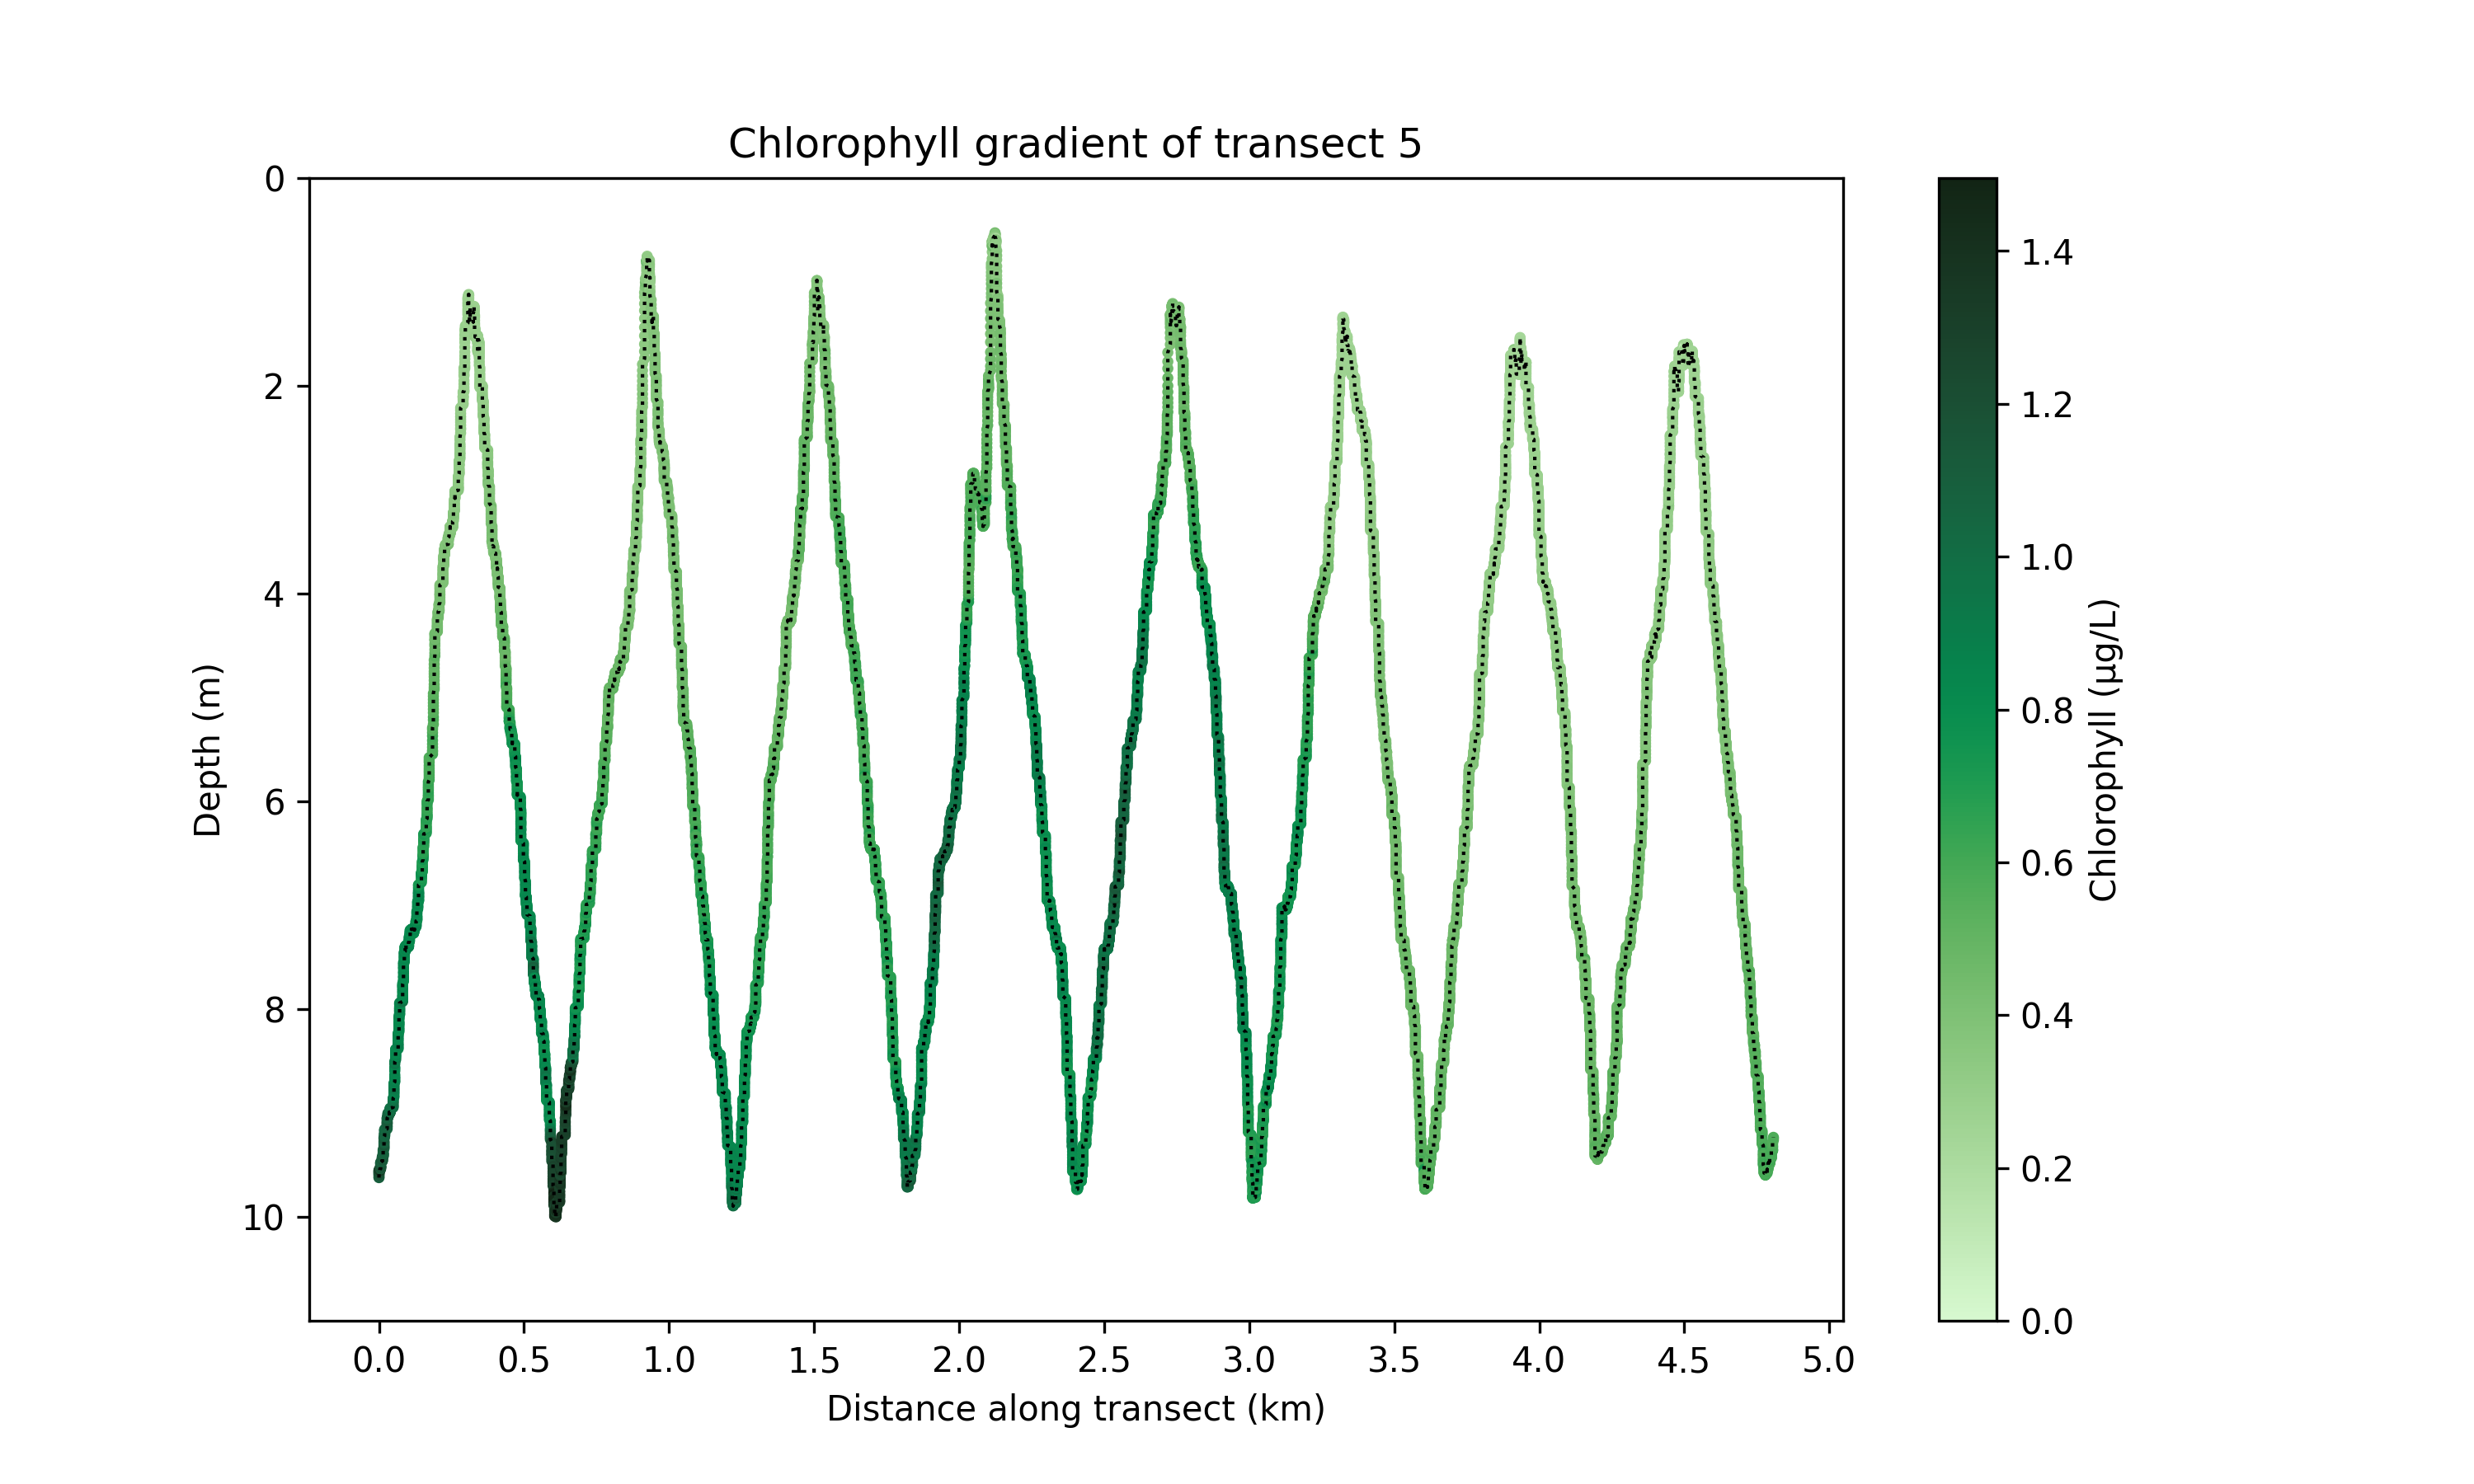 Chlorophyll gradient of transect 5
0
2
4
6
8
10
Depth (m)
0.0 0.5 1.0 1.5 2.0 2.5 3.0 3.5 4.0 4.5 5.0
Distance along transect (km)
1.4
1.2
1.0
0.8
0.6
0.4
0.2
0.0
Chlorophyll (µg/L)